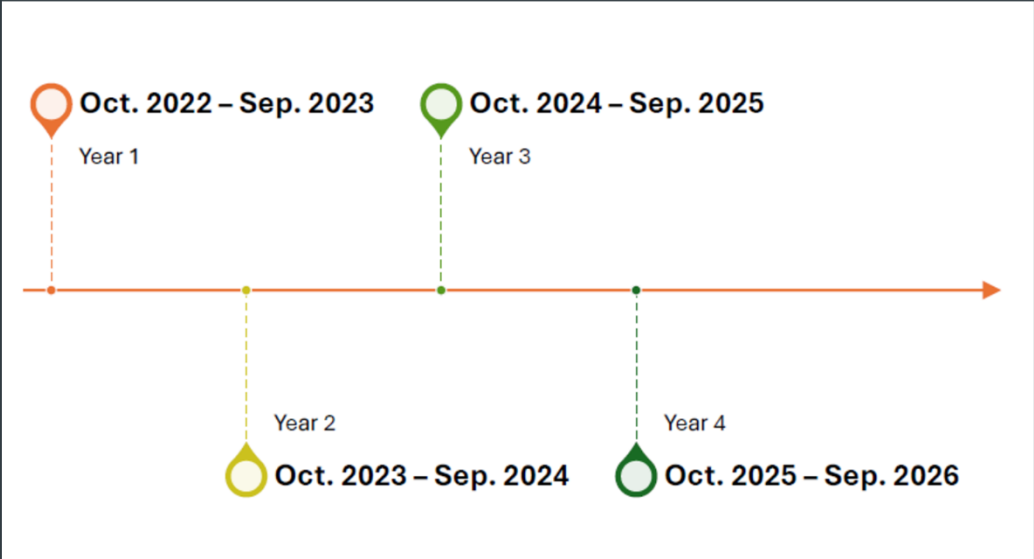 Oct. 2022 – Sep. 2023
Year 1
Oct. 2024 – Sep. 2025
Year 3
Year 2
Oct. 2023 – Sep. 2024
Year 4
Oct. 2025 – Sep. 2026